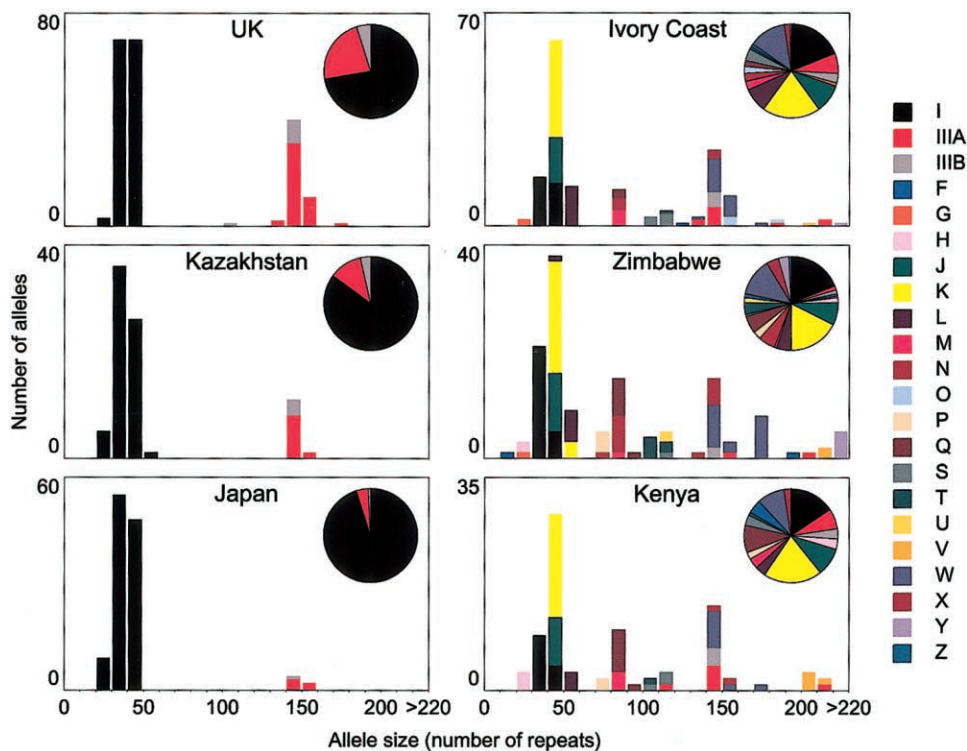 80
UK
0
70
Ivory Coast
0
40
Kazakhstan
0
40
Zimbabwe
0
60
Japan
0
35
Kenya
0
Number of alleles
0 50 150 200 >220
0 50 150 200 >220
Allele size (number of repeats)
I
IIIA
IIIB
F
G
H
J
K
L
M
N
O
P
Q
S
T
U
V
W
X
Y
Z